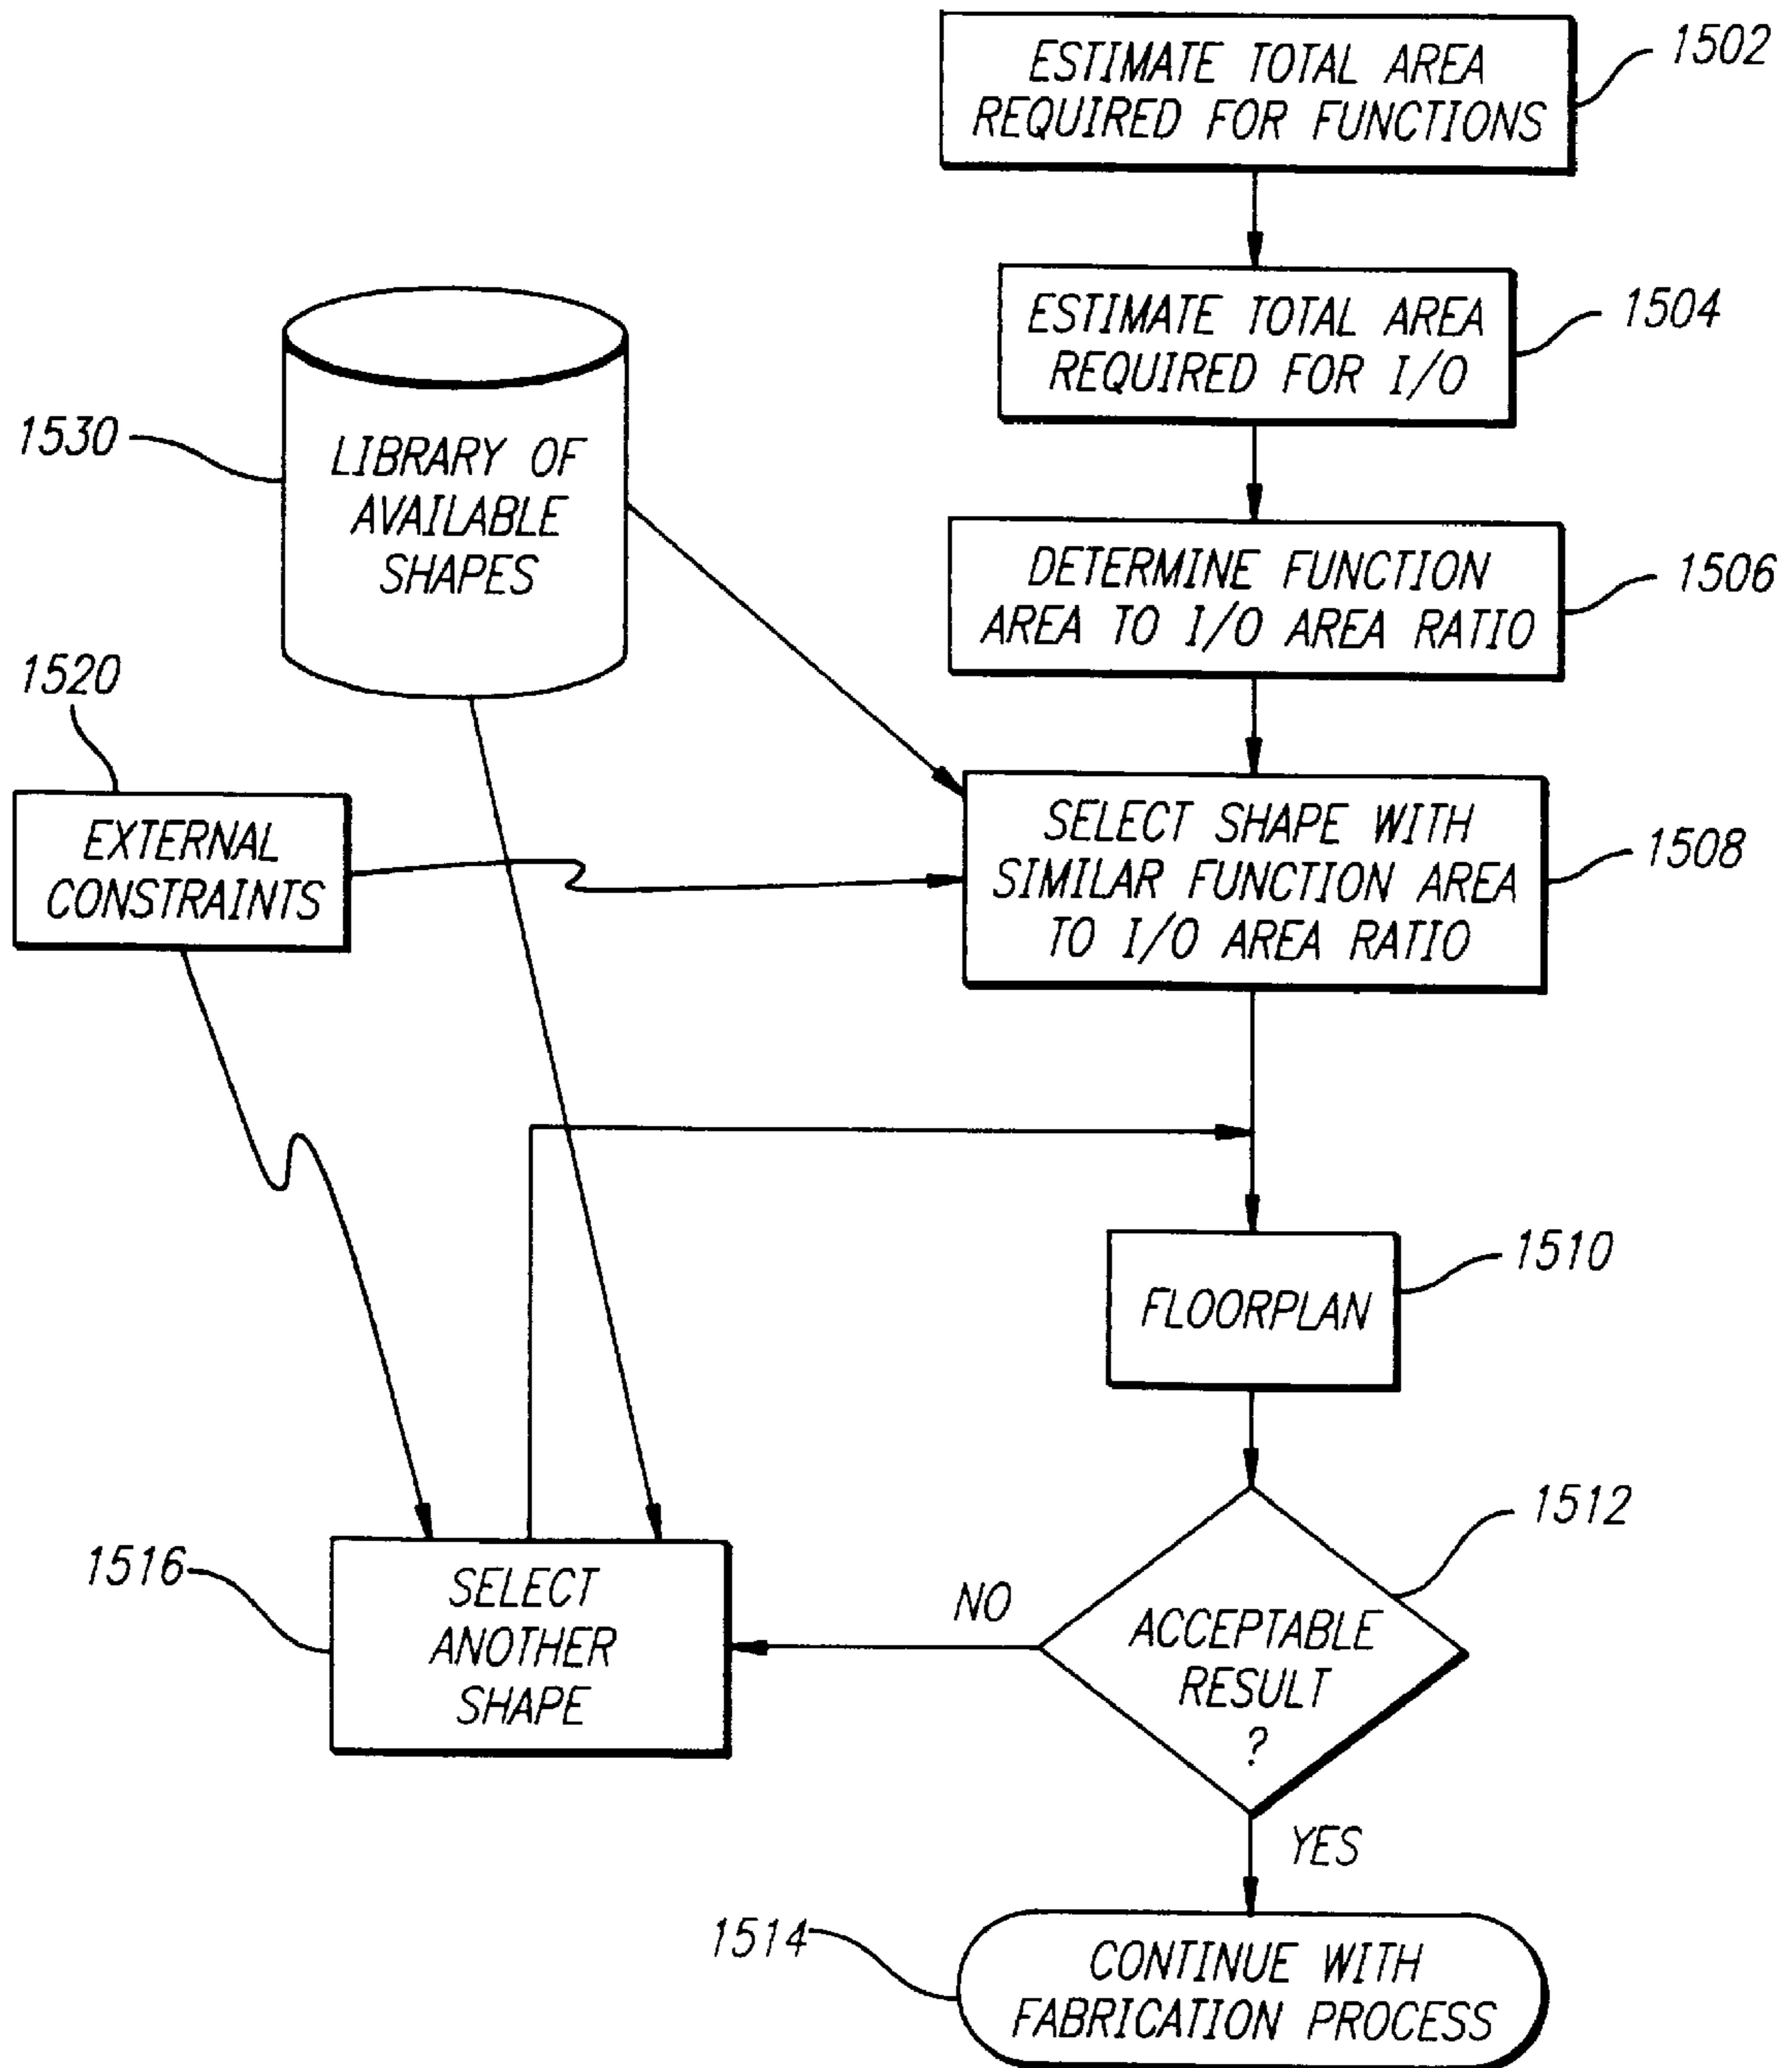 ESTIMATE TOTAL AREA
REQUIRED FOR FUNCTIONS
1502
ESTIMATE TOTAL AREA
REQUIRED FOR I/O
1504
1530
LIBRARY OF
AVAILABLE
SHAPES
DETERMINE FUNCTION
AREA TO I/O AREA RATIO
1506
1520
EXTERNAL
CONSTRAINTS
SELECT SHAPE WITH
SIMILAR FUNCTION AREA
TO I/O AREA RATIO
1508
FLOORPLAN
1510
1516
SELECT
ANOTHER
SHAPE
NO
ACCEPTABLE
RESULT
?
1512
YES
1514
CONTINUE WITH
FABRICATION PROCESS